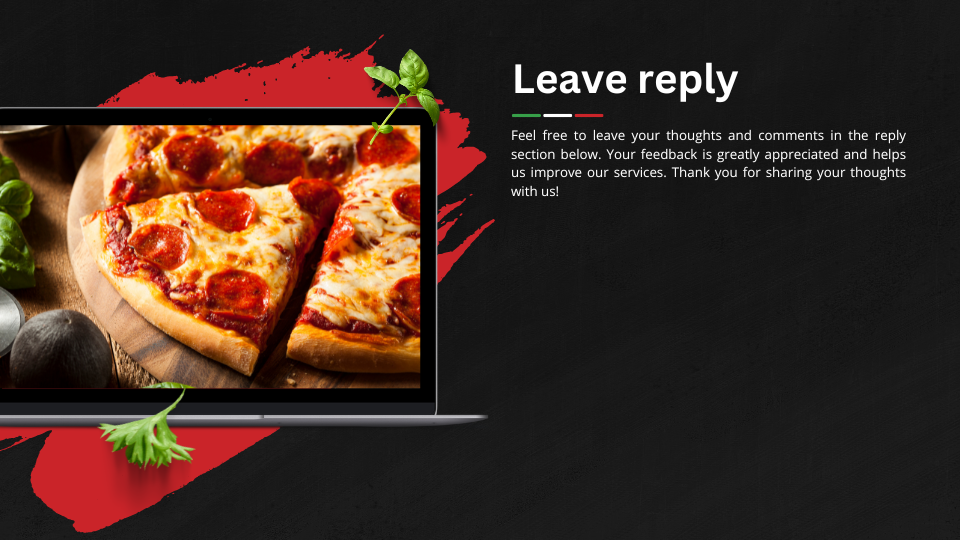 Leave reply
Feel free to leave your thoughts and comments in the reply
section below. Your feedback is greatly appreciated and helps
us improve our services. Thank you for sharing your thoughts
with us!